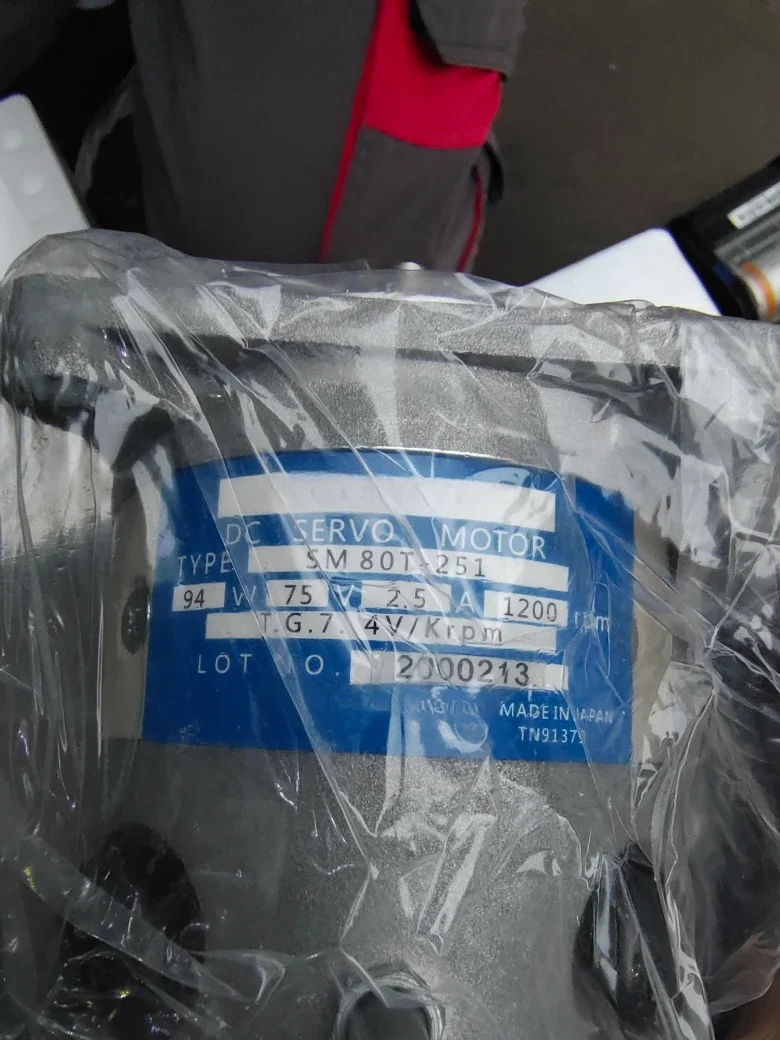 DC SERVO MOTOR
TYPE SM 80T-251
94 W 75 V 2.5 A 1200 rpm
T.G.7.4V/Krpm
LOT NO. 2000213
MADE IN JAPAN